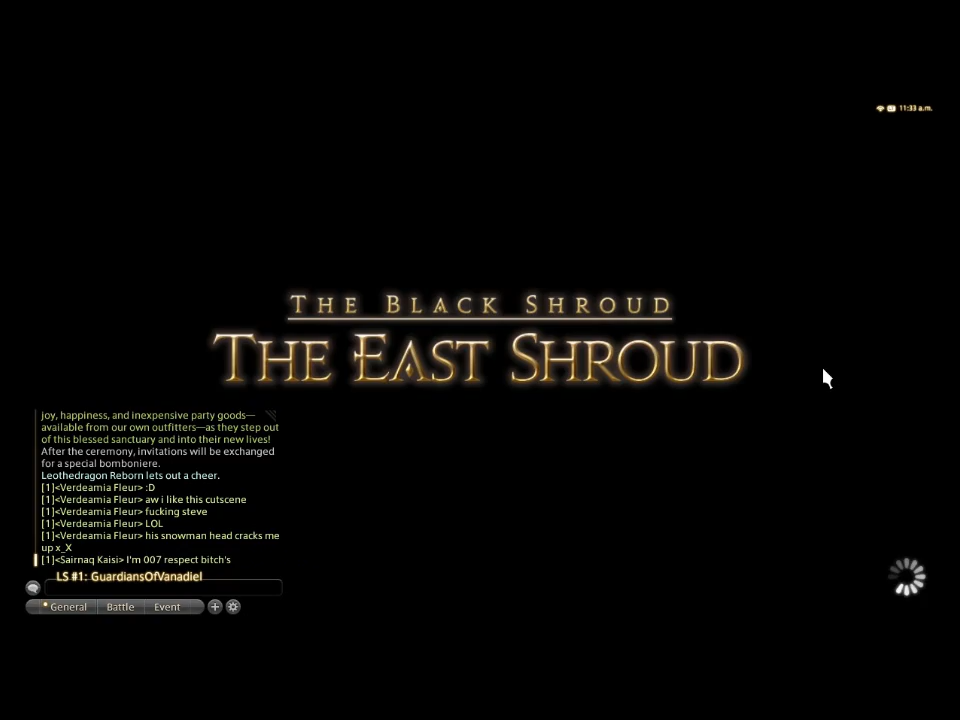 11:33 a.m.
THE BLACK SHROUD
THE EAST SHROUD
joy, happiness, and inexpensive party goods—
available from our own outfitters—as they step out
of this blessed sanctuary and into their new lives!
After the ceremony, invitations will be exchanged
for a special bomboniere.
Leothedragon Reborn lets out a cheer.
[1]<Verdeamia Fleur> :D
[1]<Verdeamia Fleur> aw i like this cutscene
[1]<Verdeamia Fleur> fucking steve
[1]<Verdeamia Fleur> LOL
[1]<Verdeamia Fleur> his snowman head cracks me
up x_X
[1]<Sairnaq Kaisi> I'm 007 respect bitch's
LS #1: GuardiansOfVanadiel
General Battle Event